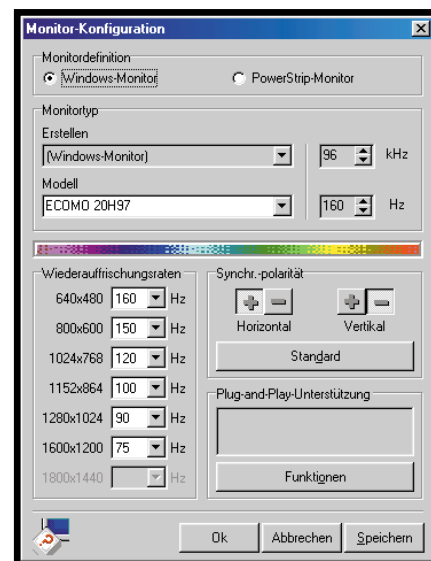 Monitor-Konfiguration
Monitordefinition
Windows-Monitor PowerStrip-Monitor
Monitortyp
Erstellen
(Windows-Monitor) 96 kHz
Modell
ECOMO 20H97 160 Hz
Wiederauffrischungsraten
640x480 160 Hz
800x600 150 Hz
1024x768 120 Hz
1152x864 100 Hz
1280x1024 90 Hz
1600x1200 75 Hz
1800x1440 Hz
Synchr.-polarität
Horizontal Vertikal
Standard
Plug-and-Play-Unterstützung
Funktionen
Ok Abbrechen Speichern